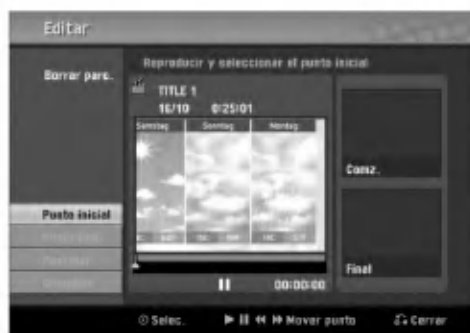 Editar
Borrar parc.
Reproducir y seleccionar el punto inicial
TITLE 1
16/10 0:25:01
Samstag Sonntag Montag
Comz.
Punto inicial
Final
00:00:00
Selec. Mover punto Cerrar